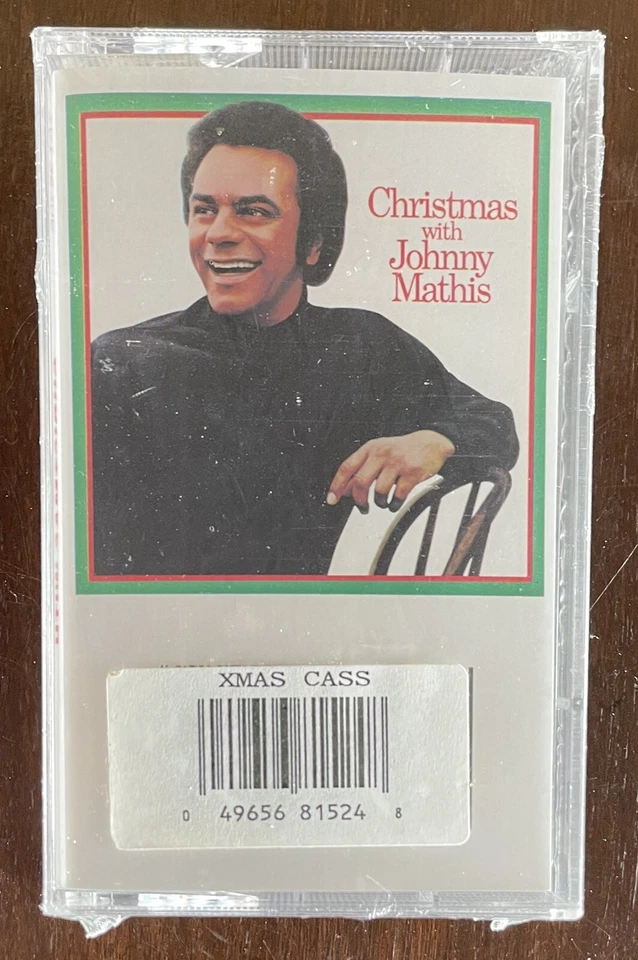 Christmas
with
Johnny
Mathis
XMAS CASS
0 49656 81524 8